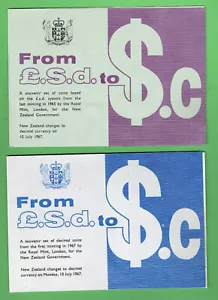 From
£.s.d. to
$.c
A souvenir set of coins based
on the £.s.d. system from the
last minting in 1965 by the Royal
Mint, London, for the New
Zealand Government.
New Zealand changes to
decimal currency on
10 July 1967.
From
£.s.d. to
$.c
A souvenir set of decimal coins
from the first minting in 1967 by
the Royal Mint, London, for the
New Zealand Government.
New Zealand changes to decimal
currency on Monday, 10 July 1967.